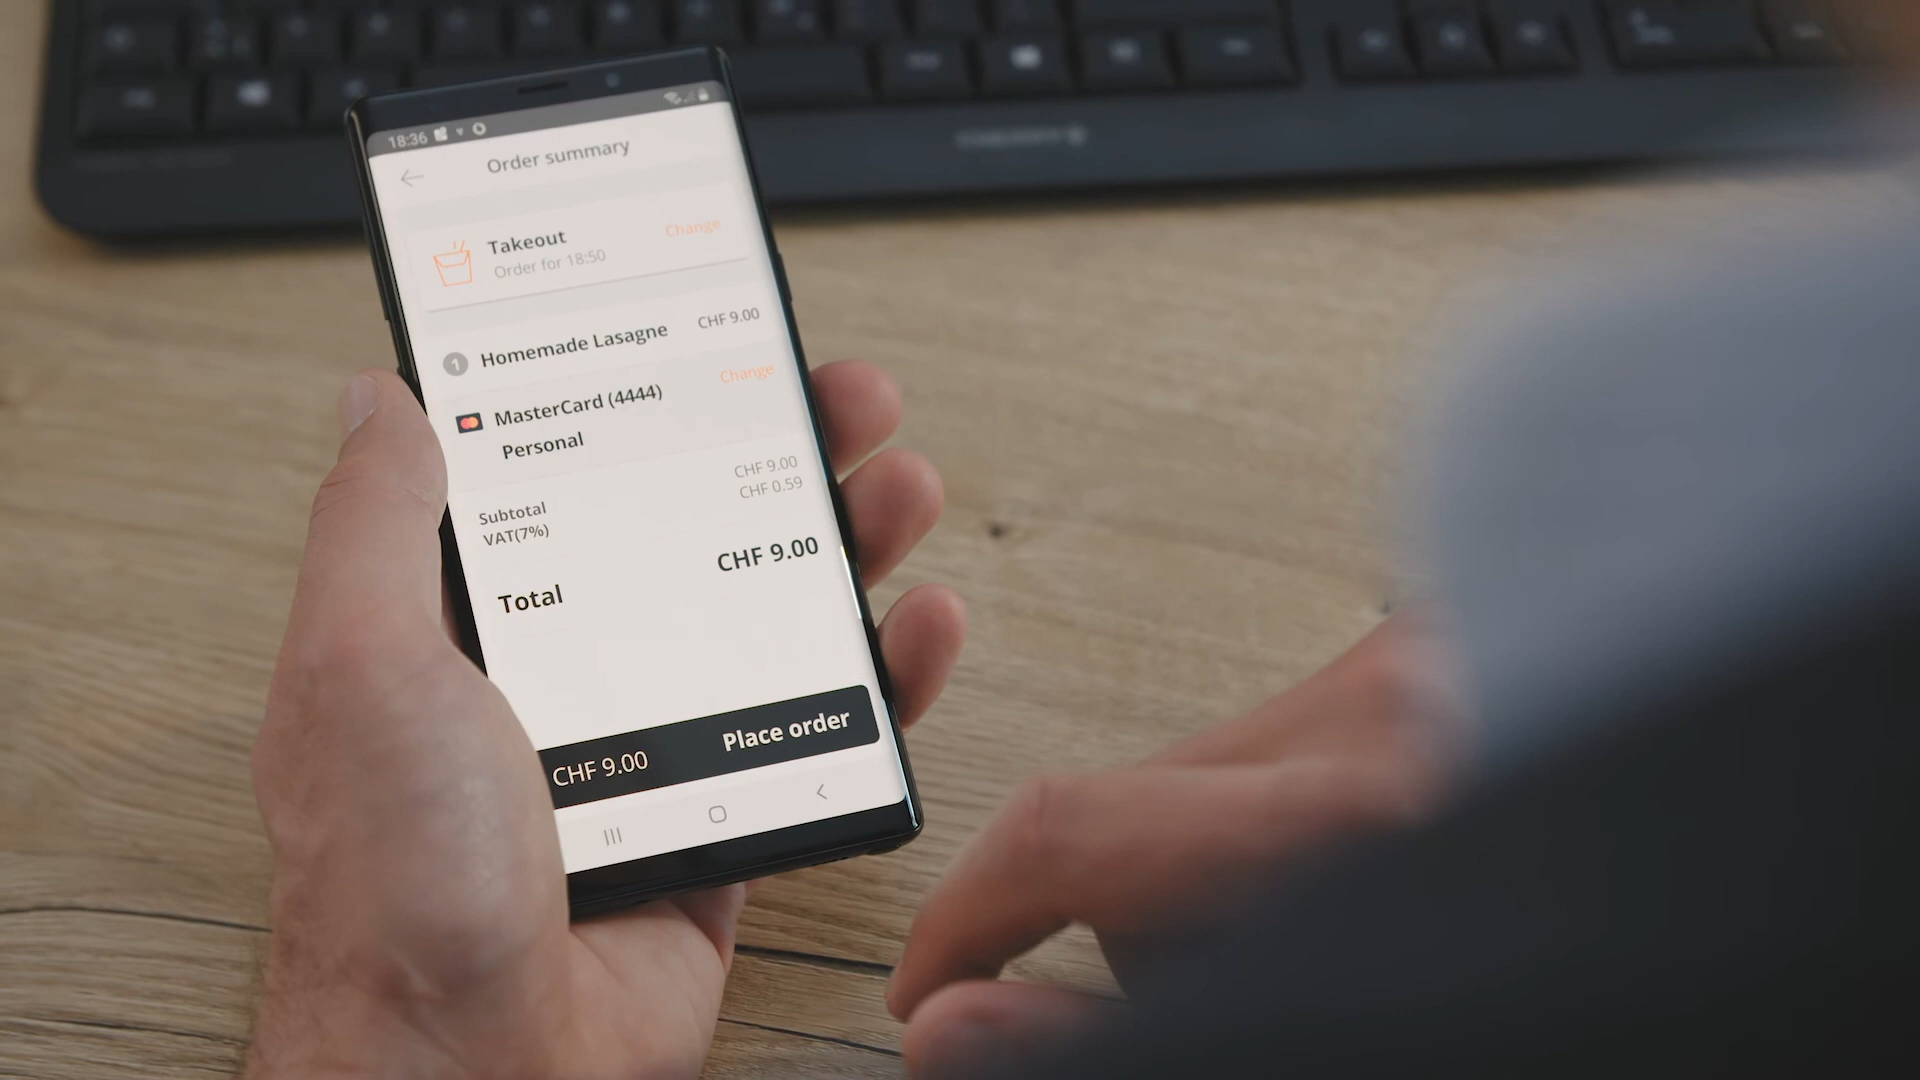 18:36
Order summary
Takeout
Change
Order for 18:50
1 Homemade Lasagne CHF 9.00
MasterCard (4444) Change
Personal
Subtotal CHF 9.00
VAT(7%) CHF 0.59
Total CHF 9.00
CHF 9.00 Place order